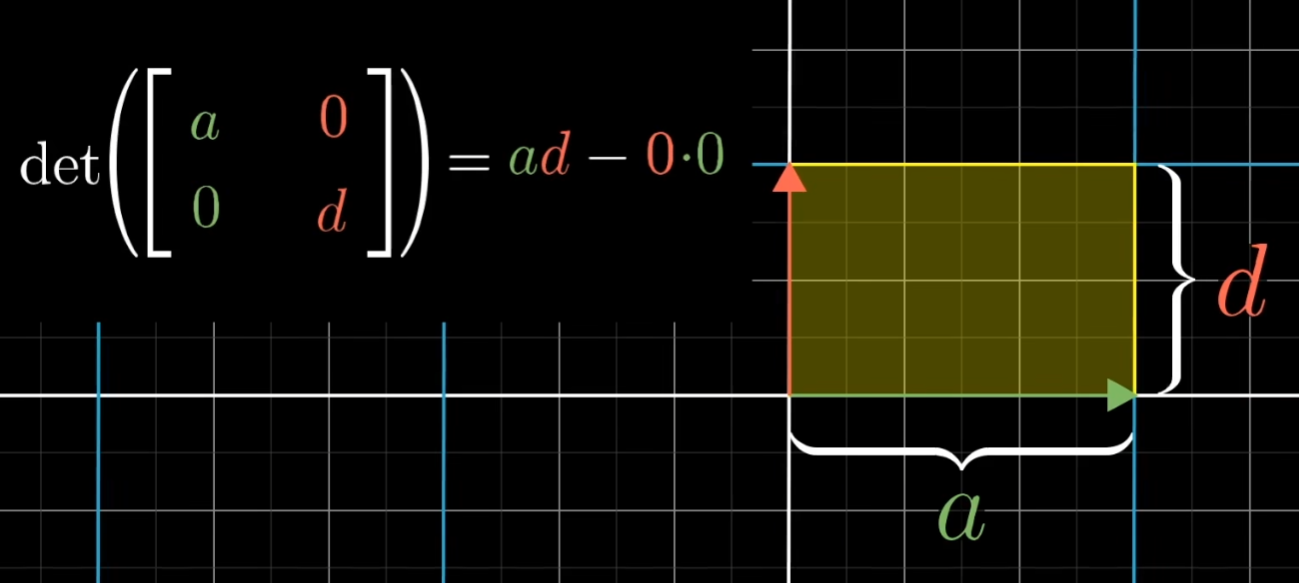 det([a 0
0 d]) = ad − 0·0
d
a